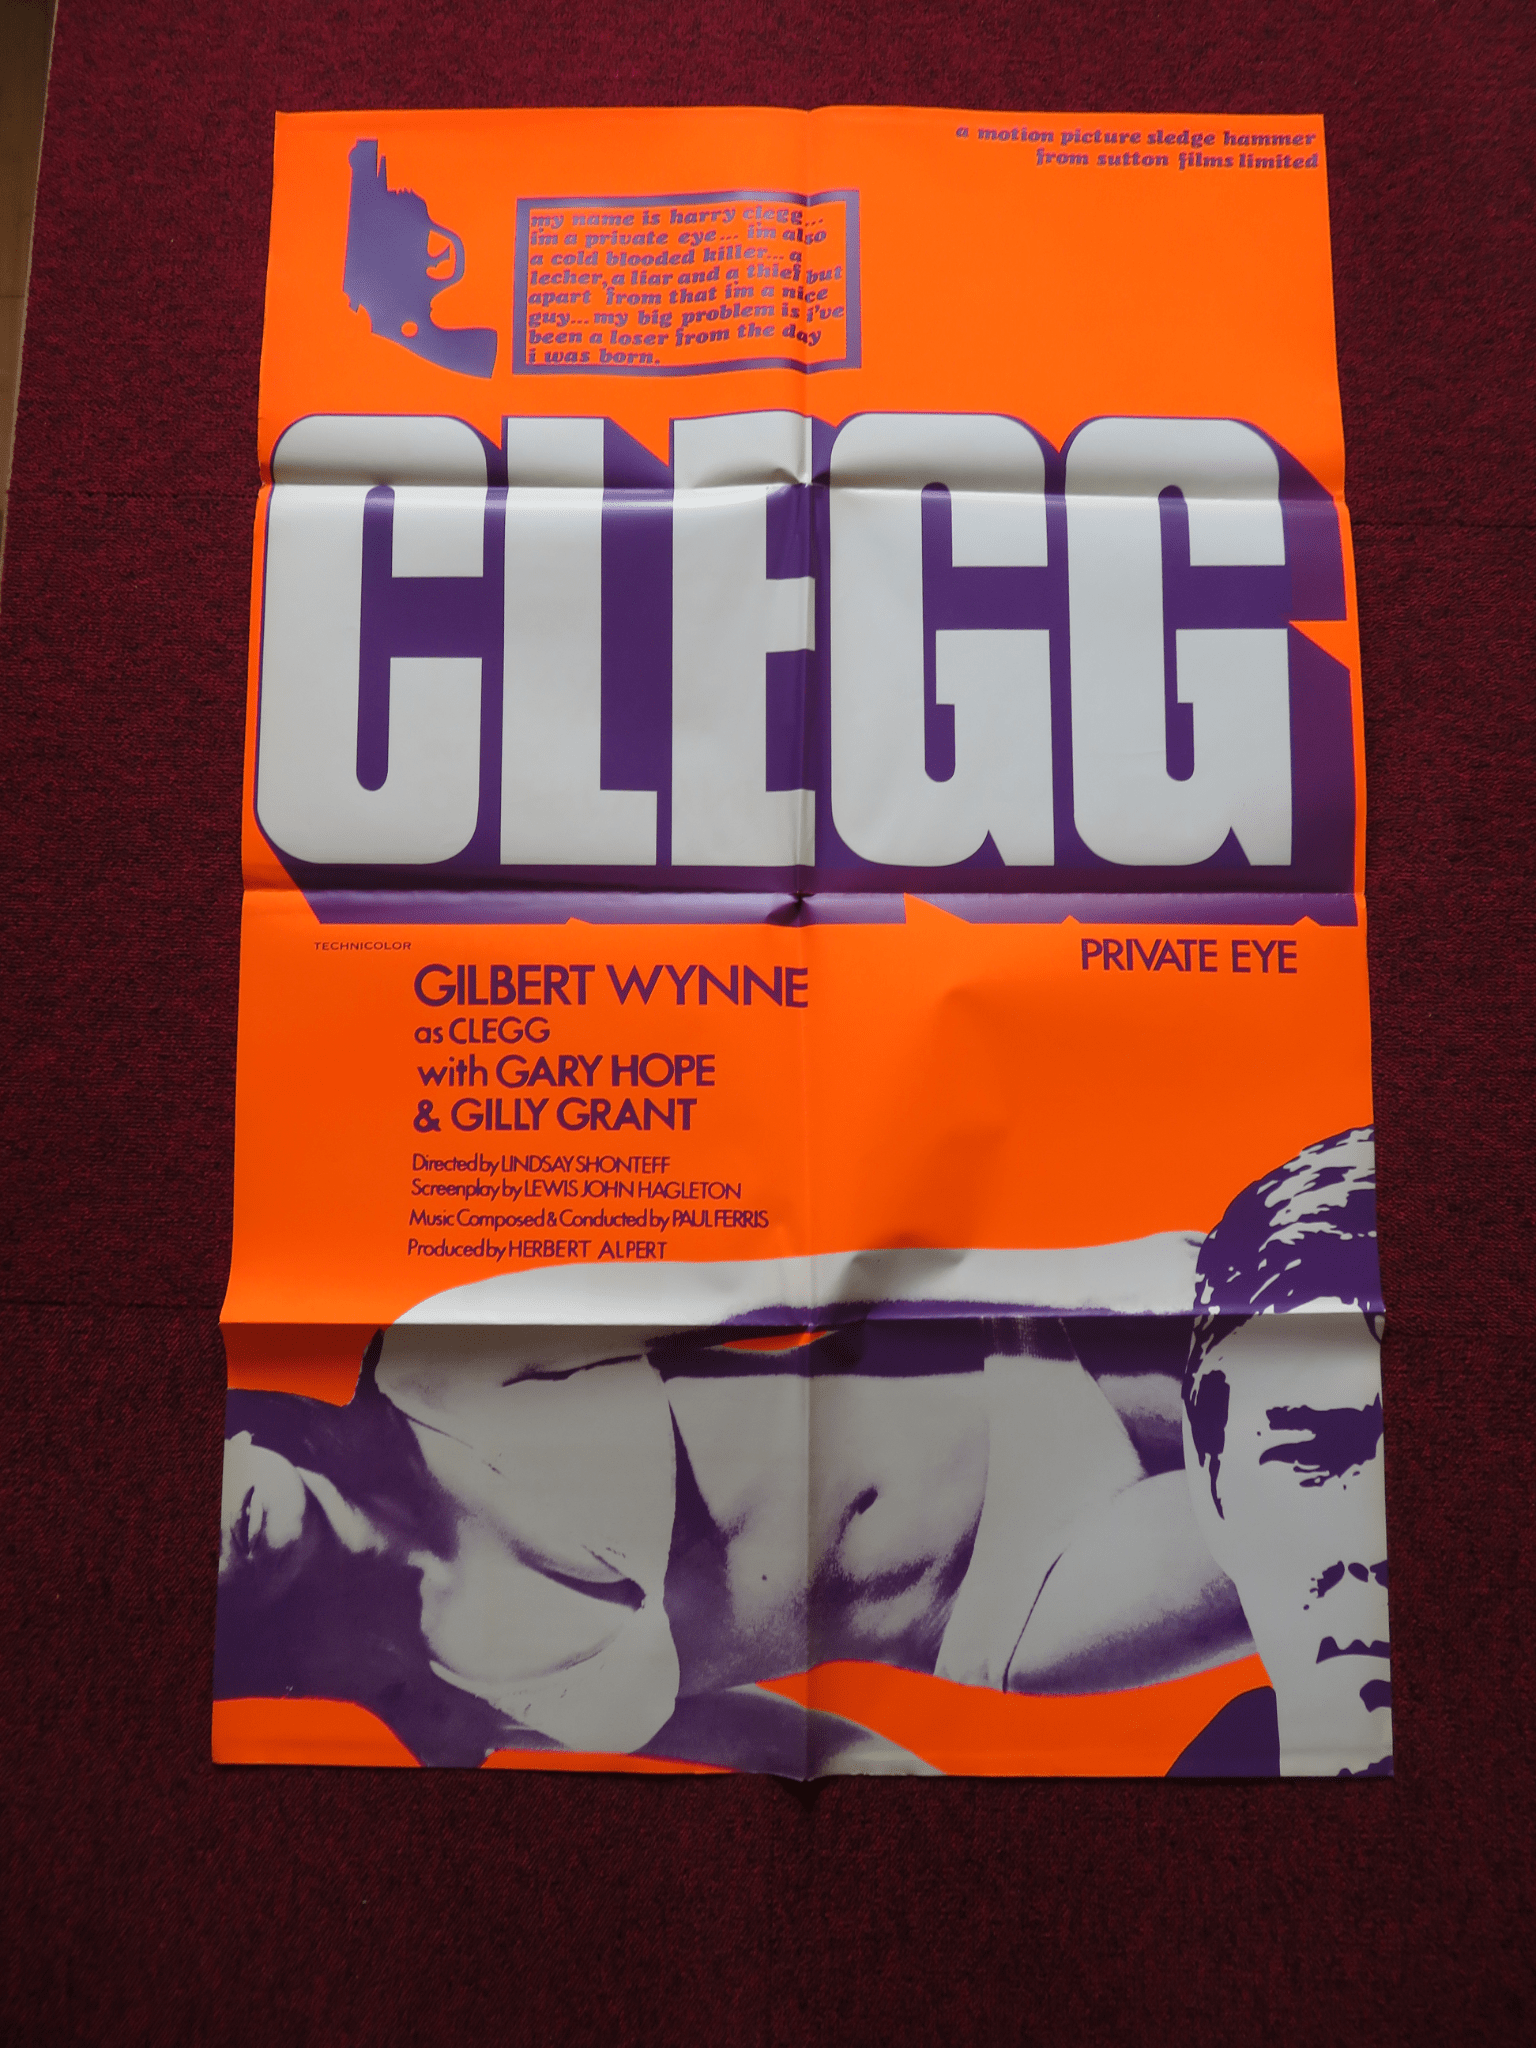 a motion picture sledge hammer
from sutton films limited
my name is harry clegg...
i'm a private eye... i'm also
a cold blooded killer... a
lecher, a liar and a thief but
apart from that i'm a nice
guy... my big problem is i've
been a loser from the day
i was born.
CLEGG
TECHNICOLOR
PRIVATE EYE
GILBERT WYNNE
as CLEGG
with GARY HOPE
& GILLY GRANT
Directed by LINDSAY SHONTEFF
Screenplay by LEWIS JOHN HAGLETON
Music Composed & Conducted by PAUL FERRIS
Produced by HERBERT ALPERT